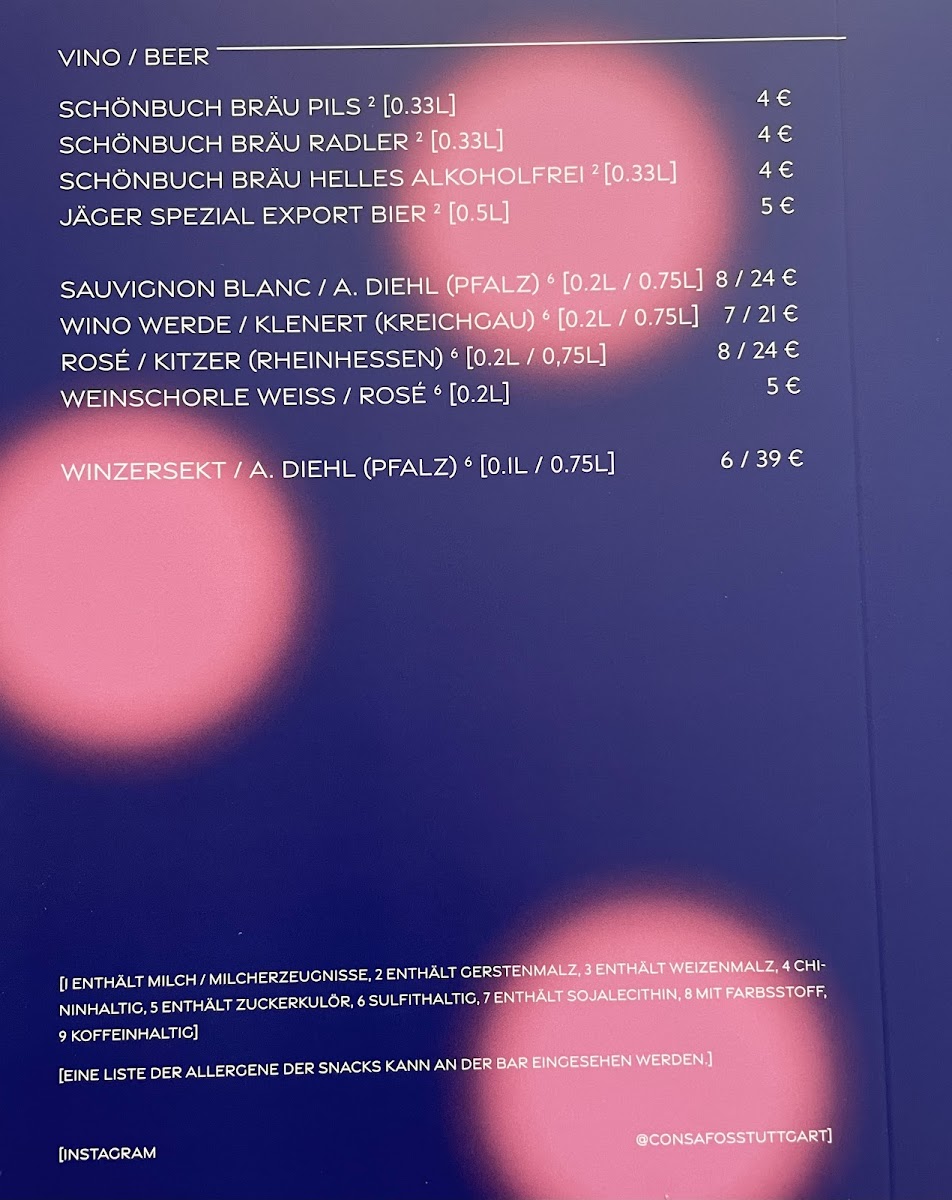 VINO / BEER
SCHÖNBUCH BRÄU PILS ² [0.33L] 4 €
SCHÖNBUCH BRÄU RADLER ² [0.33L] 4 €
SCHÖNBUCH BRÄU HELLES ALKOHOLFREI ² [0.33L] 4 €
JÄGER SPEZIAL EXPORT BIER ² [0.5L] 5 €
SAUVIGNON BLANC / A. DIEHL (PFALZ) ⁶ [0.2L / 0.75L] 8 / 24 €
WINO WERDE / KLENERT (KREICHGAU) ⁶ [0.2L / 0.75L] 7 / 21 €
ROSÉ / KITZER (RHEINHESSEN) ⁶ [0.2L / 0,75L] 8 / 24 €
WEINSCHORLE WEISS / ROSÉ ⁶ [0.2L] 5 €
WINZERSEKT / A. DIEHL (PFALZ) ⁶ [0.1L / 0.75L] 6 / 39 €
[1 ENTHÄLT MILCH / MILCHERZEUGNISSE, 2 ENTHÄLT GERSTENMALZ, 3 ENTHÄLT WEIZENMALZ, 4 CHI-
NINHALTIG, 5 ENTHÄLT ZUCKERKULÖR, 6 SULFITHALTIG, 7 ENTHÄLT SOJALECITHIN, 8 MIT FARBSSTOFF,
9 KOFFEINHALTIG]
[EINE LISTE DER ALLERGENE DER SNACKS KANN AN DER BAR EINGESEHEN WERDEN.]
[INSTAGRAM @CONSAFOSSTUTTGART]